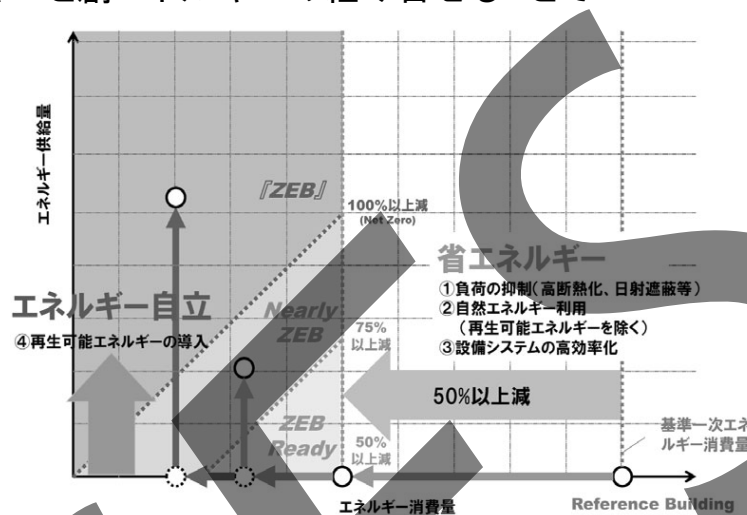 エネルギー供給量
『ZEB』
100%以上減
(Net Zero)
省エネルギー
①負荷の抑制(高断熱化、日射遮蔽等)
②自然エネルギー利用
(再生可能エネルギーを除く)
③設備システムの高効率化
エネルギー自立
④再生可能エネルギーの導入
Nearly
ZEB
75%
以上減
50%以上減
ZEB
Ready
50%
以上減
基準一次エネ
ルギー消費量
エネルギー消費量
Reference Building